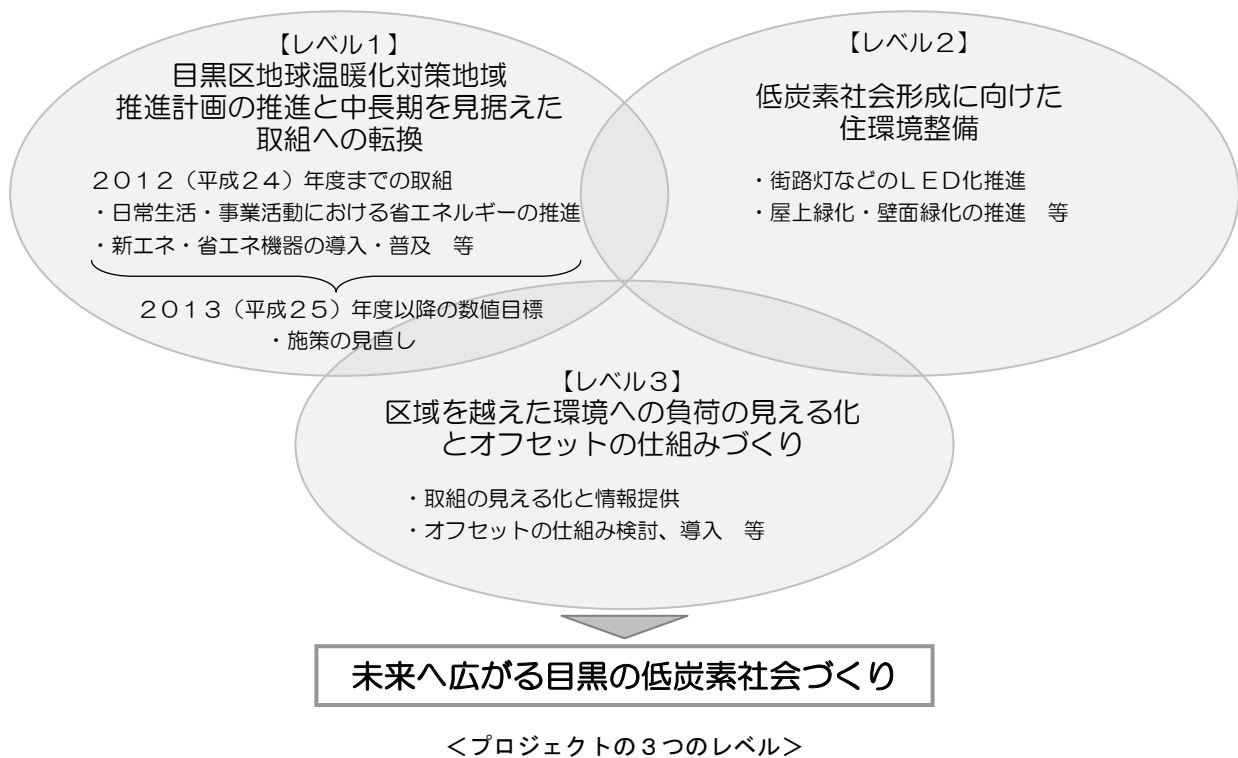 【レベル１】
目黒区地球温暖化対策地域
推進計画の推進と中長期を見据えた
取組への転換
２０１２（平成２４）年度までの取組
・日常生活・事業活動における省エネルギーの推進
・新エネ・省エネ機器の導入・普及　等
２０１３（平成２５）年度以降の数値目標
・施策の見直し
【レベル２】
低炭素社会形成に向けた
住環境整備
・街路灯などのＬＥＤ化推進
・屋上緑化・壁面緑化の推進　等
【レベル３】
区域を越えた環境への負荷の見える化
とオフセットの仕組みづくり
・取組の見える化と情報提供
・オフセットの仕組み検討、導入　等
未来へ広がる目黒の低炭素社会づくり
＜プロジェクトの３つのレベル＞